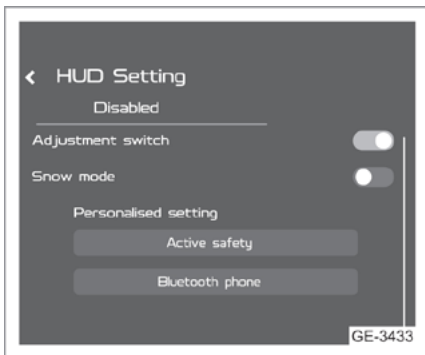 HUD Setting
Disabled
Adjustment switch
Snow mode
Personalised setting
Active safety
Bluetooth phone
GE-3433